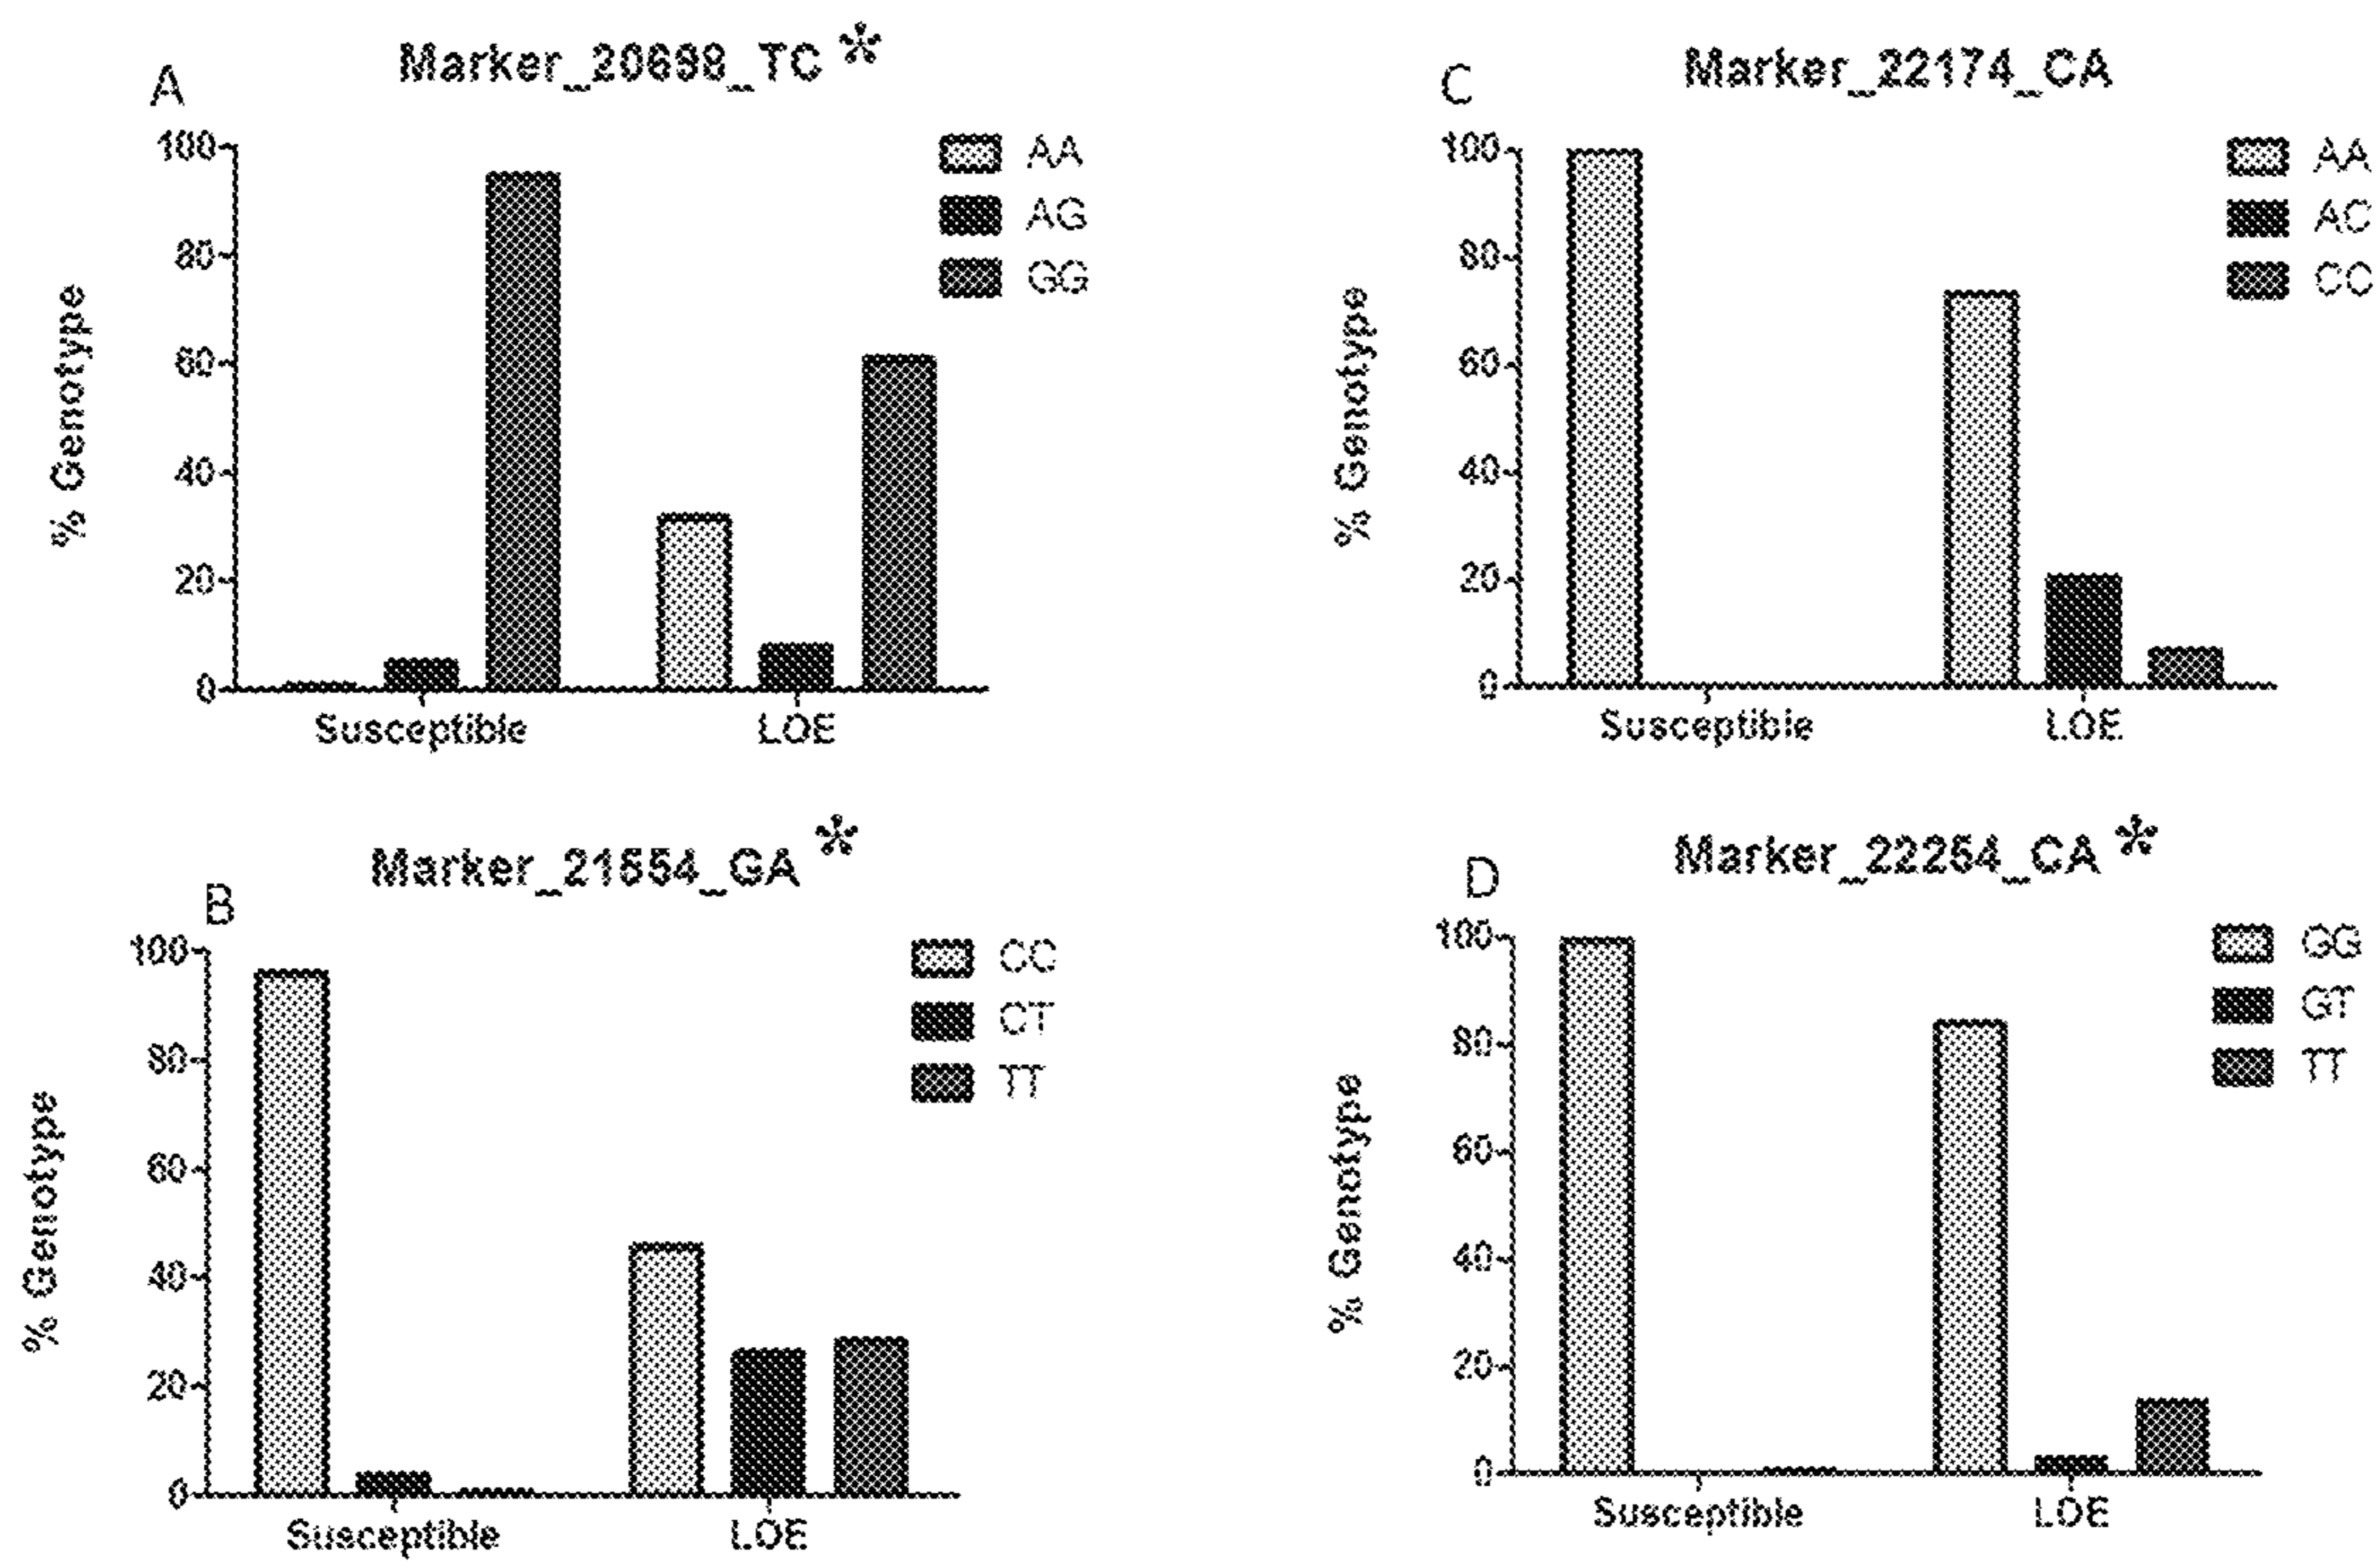 A
Marker_20698_TC *
% Genotype
100
80
60
40
20
0
Susceptible
LOE
AA
AG
GG
C
Marker_22174_CA
% Genotype
100
80
60
40
20
0
Susceptible
LOE
AA
AC
CC
B
Marker_21554_GA *
% Genotype
100
80
60
40
20
0
Susceptible
LOE
CC
CT
TT
D
Marker_22254_CA *
% Genotype
100
80
60
40
20
0
Susceptible
LOE
GG
GT
TT